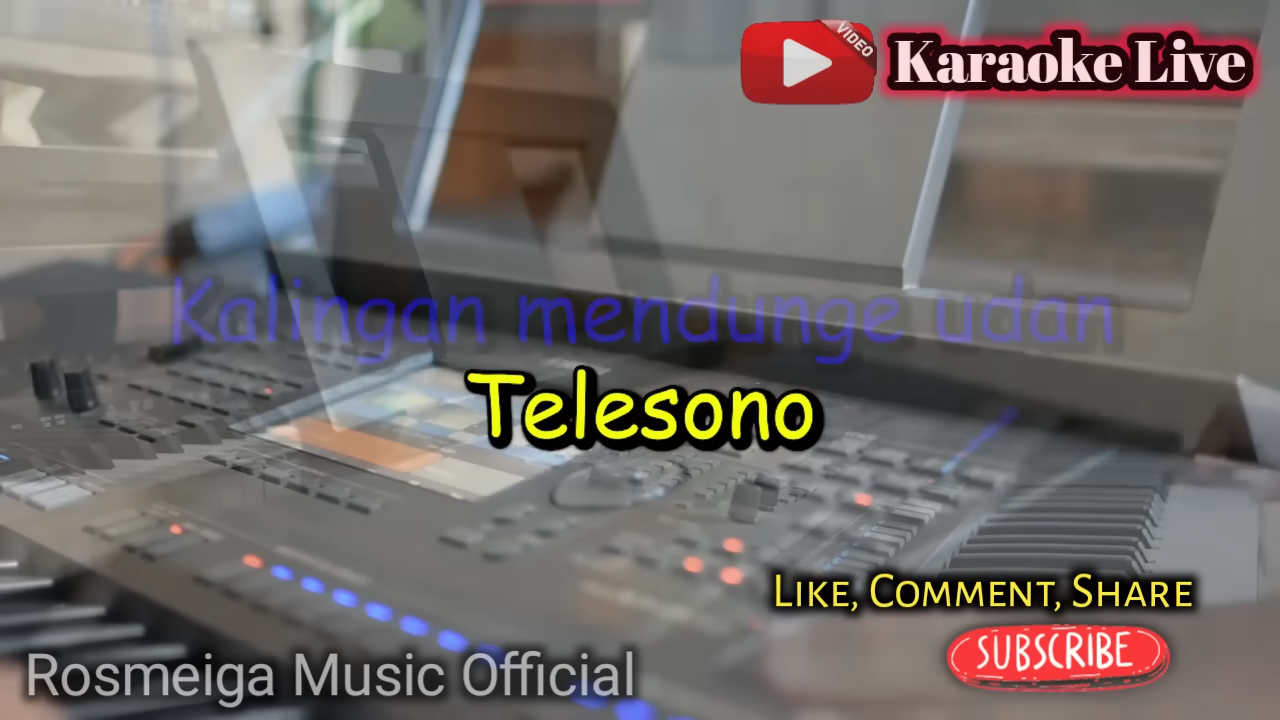 VIDEO
Karaoke Live
Kalingan mendunge udan
Telesono
Like, Comment, Share
SUBSCRIBE
Rosmeiga Music Official